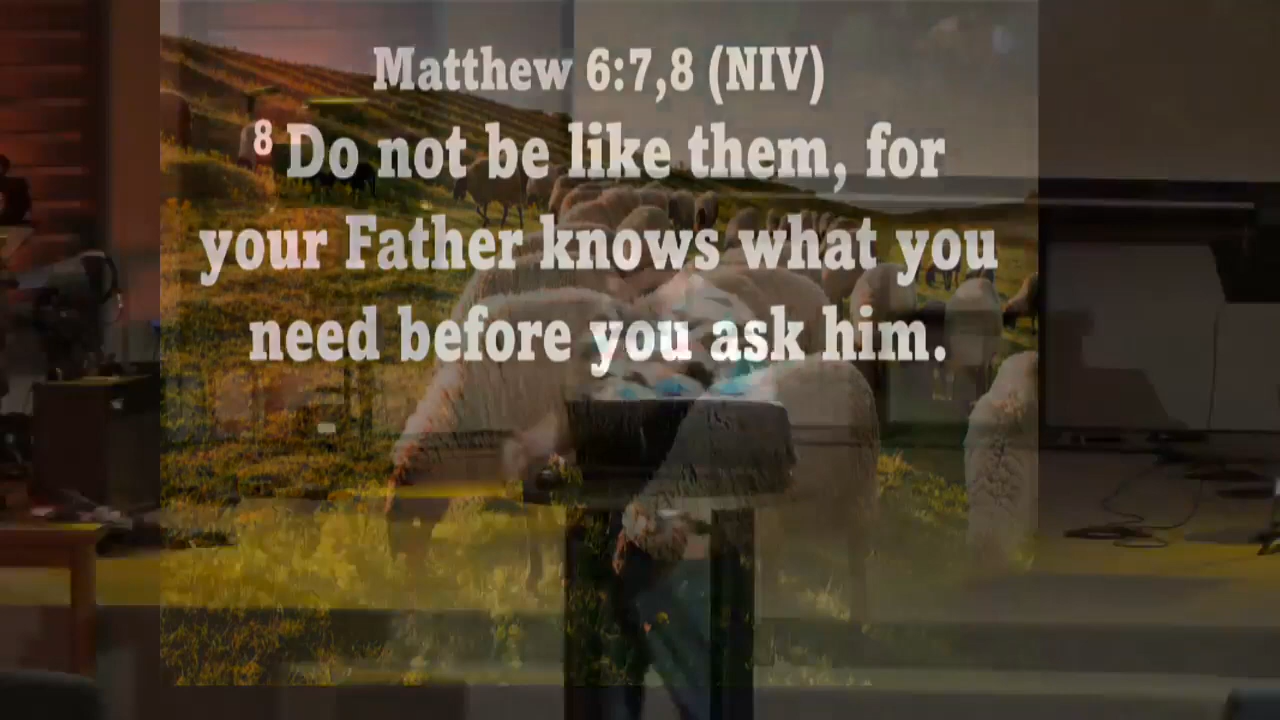 Matthew 6:7,8 (NIV)
8 Do not be like them, for
your Father knows what you
need before you ask him.